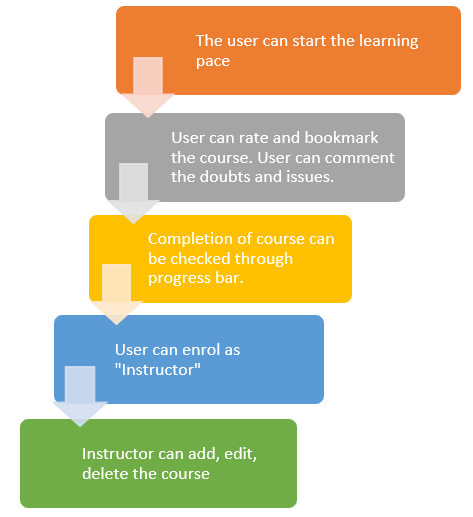 The user can start the learning
pace
User can rate and bookmark
the course. User can comment
the doubts and issues.
Completion of course can
be checked through
progress bar.
User can enrol as
"Instructor"
Instructor can add, edit,
delete the course